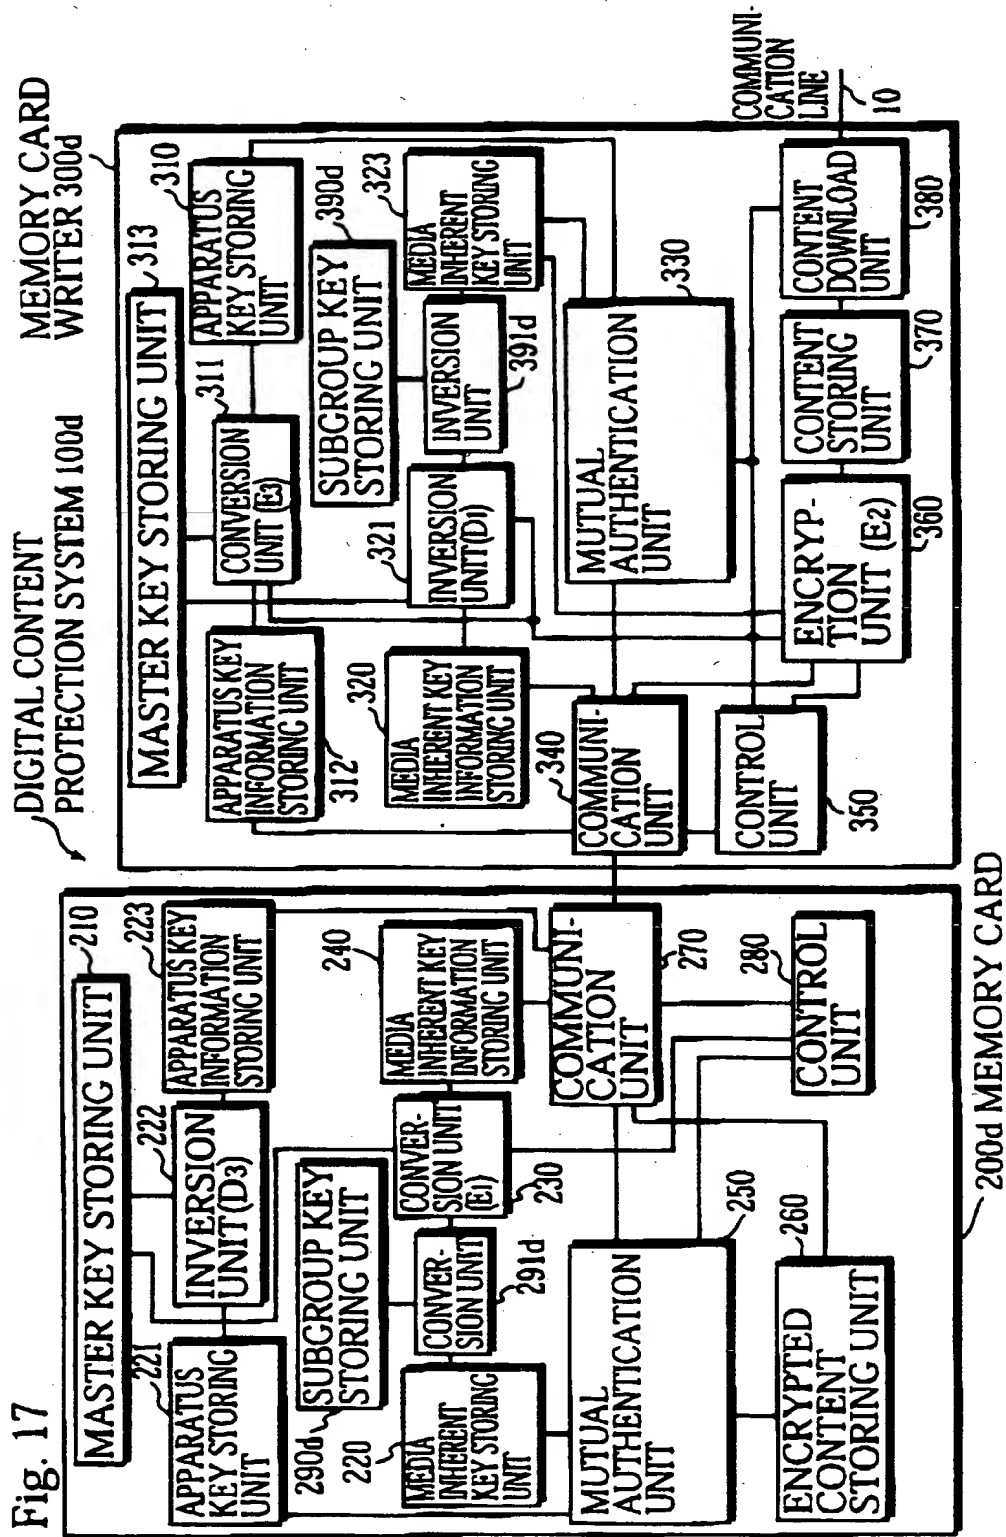 Fig. 17
DIGITAL CONTENT
PROTECTION SYSTEM 100d
MEMORY CARD
WRITER 300d
210
MASTER KEY STORING UNIT
221
APPARATUS
KEY STORING
UNIT
222
INVERSION
UNIT(D3)
223
APPARATUS KEY
INFORMATION
STORING UNIT
290d
SUBGROUP KEY
STORING UNIT
220
MEDIA
INHERENT
KEY STORING
UNIT
CONVER-
SION UNIT
291d
CONVER-
SION UNIT
(E1)
230
240
MEDIA
INHERENT KEY
INFORMATION
STORING UNIT
MUTUAL
AUTHENTICATION
UNIT
250
COMMUNI-
CATION
UNIT
270
260
ENCRYPTED
CONTENT
STORING UNIT
280
CONTROL
UNIT
200d MEMORY CARD
313
MASTER KEY STORING UNIT
APPARATUS KEY
INFORMATION
STORING UNIT
312
311
CONVERSION
UNIT (E3)
310
APPARATUS
KEY STORING
UNIT
390d
SUBGROUP KEY
STORING UNIT
320
MEDIA
INHERENT KEY
INFORMATION
STORING UNIT
321
INVERSION
UNIT(D1)
INVERSION
UNIT
391d
323
MEDIA
INHERENT
KEY STORING
UNIT
340
COMMUNI-
CATION
UNIT
MUTUAL
AUTHENTICATION
UNIT
330
CONTROL
UNIT
350
ENCRYP-
TION
UNIT (E2)
360
CONTENT
STORING
UNIT
370
CONTENT
DOWNLOAD
UNIT
380
COMMUNI-
CATION
LINE
10